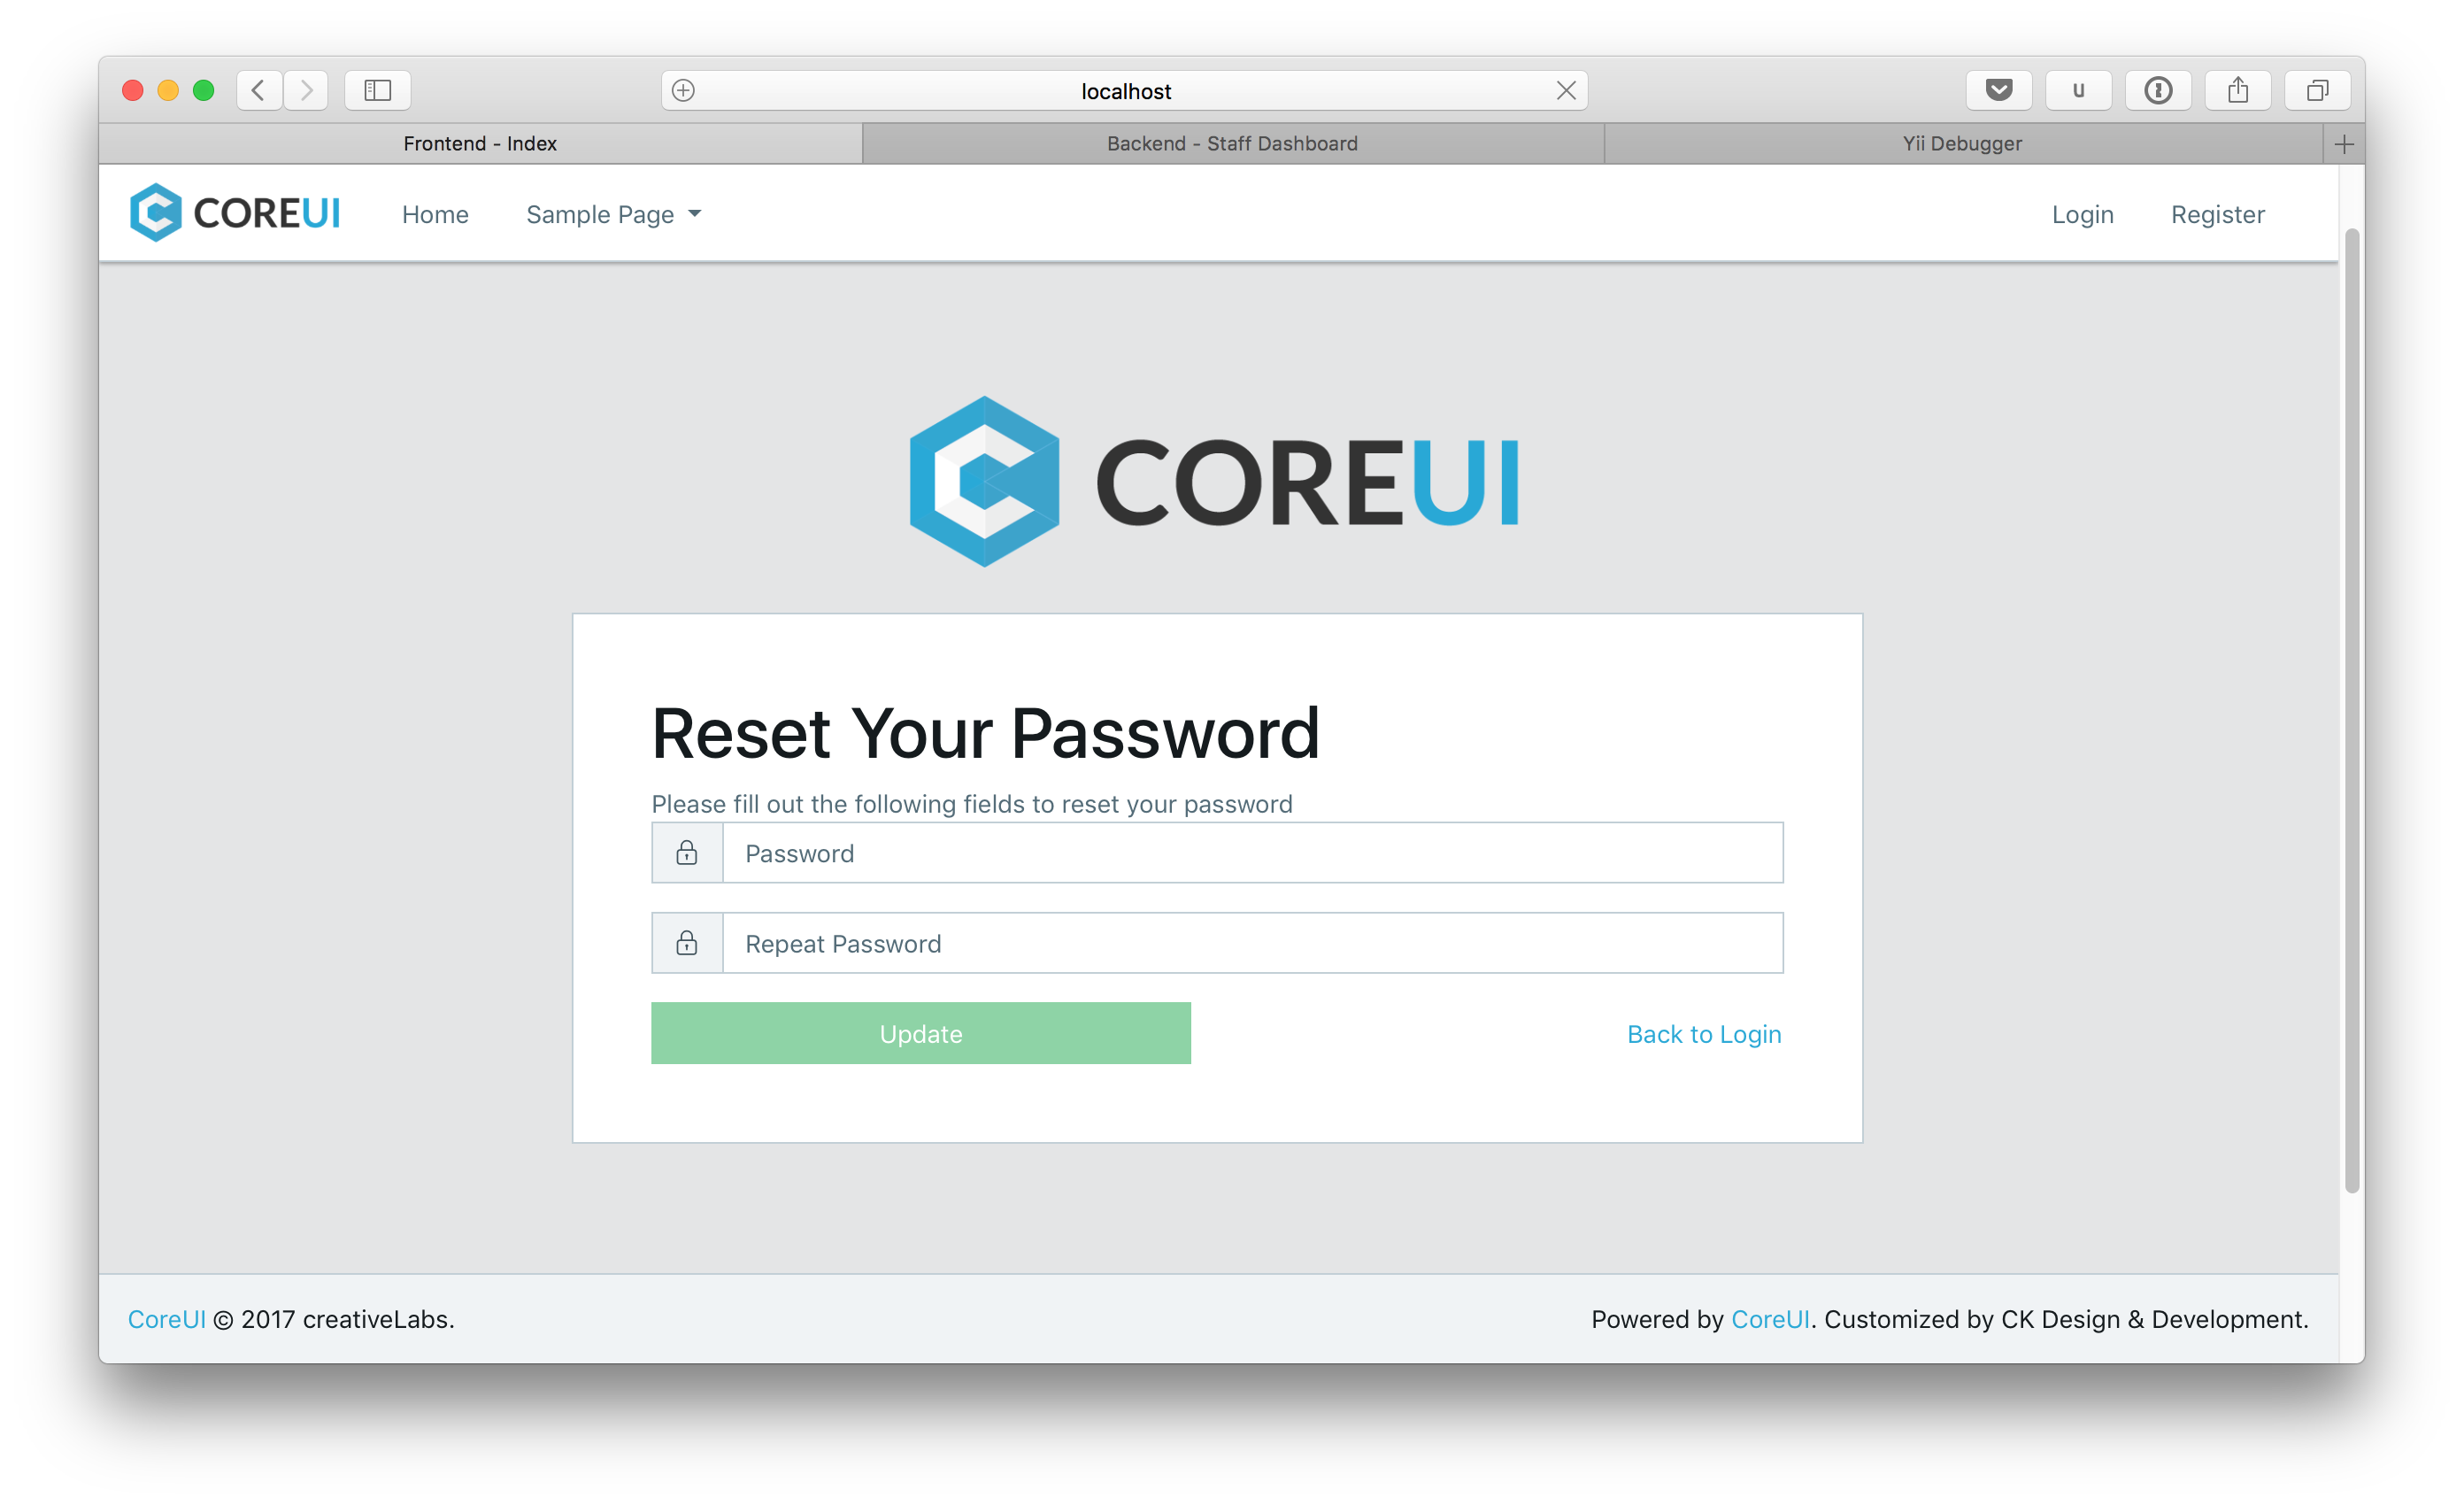 localhost
Frontend - Index
Backend - Staff Dashboard
Yii Debugger
COREUI
Home
Sample Page
Login
Register
COREUI
Reset Your Password
Please fill out the following fields to reset your password
Password
Repeat Password
Update
Back to Login
CoreUI © 2017 creativeLabs.
Powered by CoreUI. Customized by CK Design & Development.